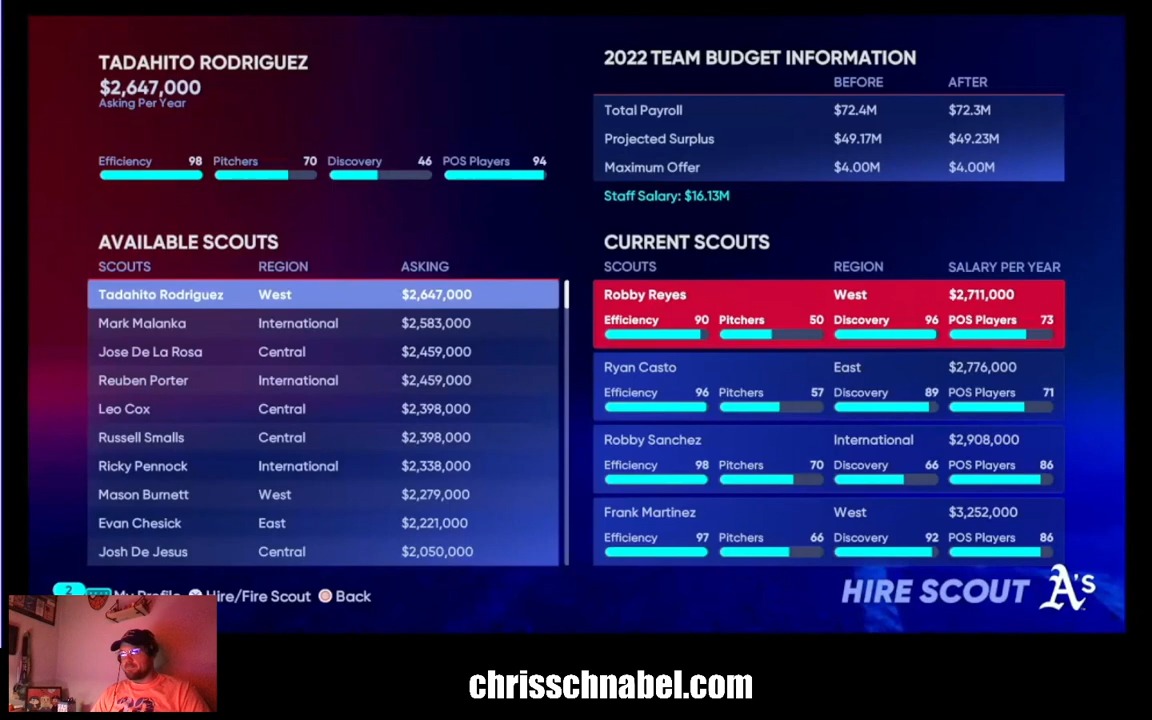 TADAHITO RODRIGUEZ
$2,647,000
Asking Per Year
Efficiency 98 Pitchers 70 Discovery 46 POS Players 94
2022 TEAM BUDGET INFORMATION
BEFORE AFTER
Total Payroll $72.4M $72.3M
Projected Surplus $49.17M $49.23M
Maximum Offer $4.00M $4.00M
Staff Salary: $16.13M
AVAILABLE SCOUTS
SCOUTS REGION ASKING
Tadahito Rodriguez West $2,647,000
Mark Malanka International $2,583,000
Jose De La Rosa Central $2,459,000
Reuben Porter International $2,459,000
Leo Cox Central $2,398,000
Russell Smalls Central $2,398,000
Ricky Pennock International $2,338,000
Mason Burnett West $2,279,000
Evan Chesick East $2,221,000
Josh De Jesus Central $2,050,000
CURRENT SCOUTS
SCOUTS REGION SALARY PER YEAR
Robby Reyes West $2,711,000
Efficiency 90 Pitchers 50 Discovery 96 POS Players 73
Ryan Casto East $2,776,000
Efficiency 96 Pitchers 57 Discovery 89 POS Players 71
Robby Sanchez International $2,908,000
Efficiency 98 Pitchers 70 Discovery 66 POS Players 86
Frank Martinez West $3,252,000
Efficiency 97 Pitchers 66 Discovery 92 POS Players 86
2 My Profile Hire/Fire Scout Back
HIRE SCOUT A's
chrisschnabel.com